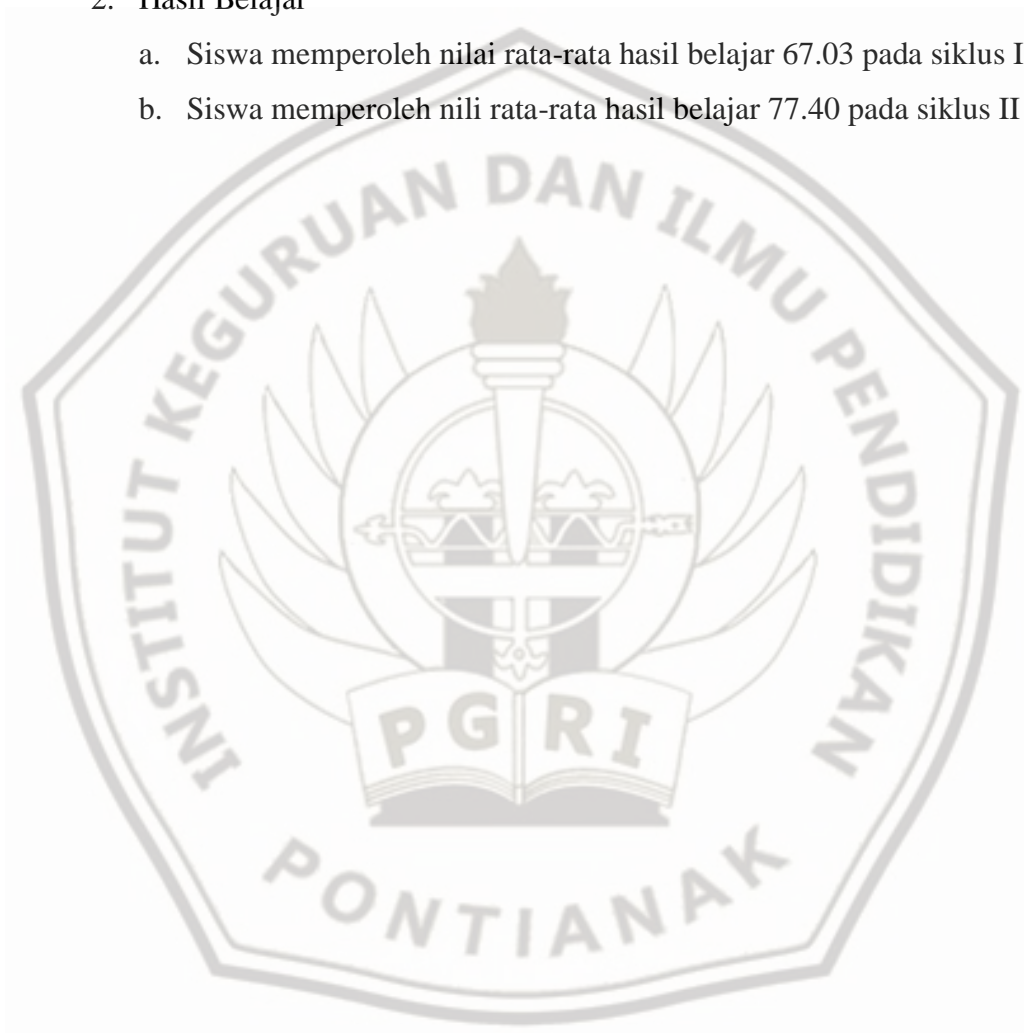 2. Hasil Belajar
a. Siswa memperoleh nilai rata-rata hasil belajar 67.03 pada siklus I
b. Siswa memperoleh nili rata-rata hasil belajar 77.40 pada siklus II
INSTITUT KEGURUAN DAN ILMU PENDIDIKAN
PGRI
PONTIANAK